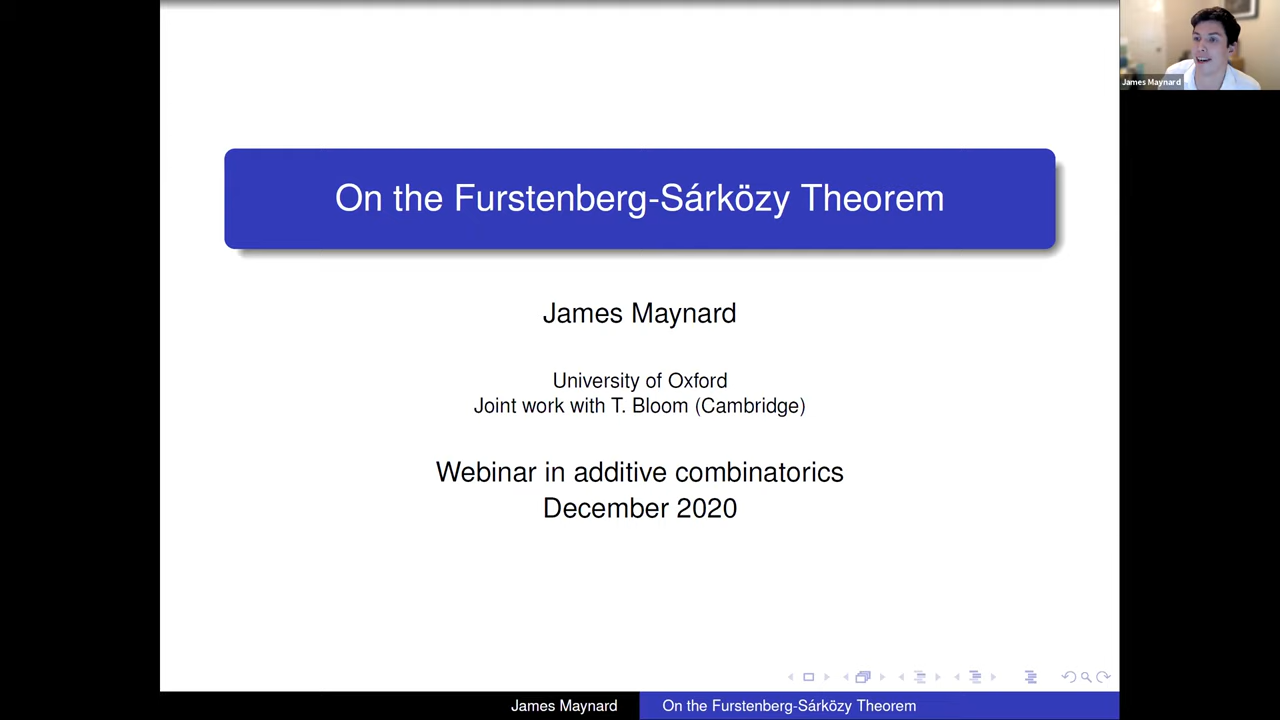 On the Furstenberg-Sárközy Theorem
James Maynard
James Maynard
University of Oxford
Joint work with T. Bloom (Cambridge)
Webinar in additive combinatorics
December 2020
James Maynard
On the Furstenberg-Sárközy Theorem